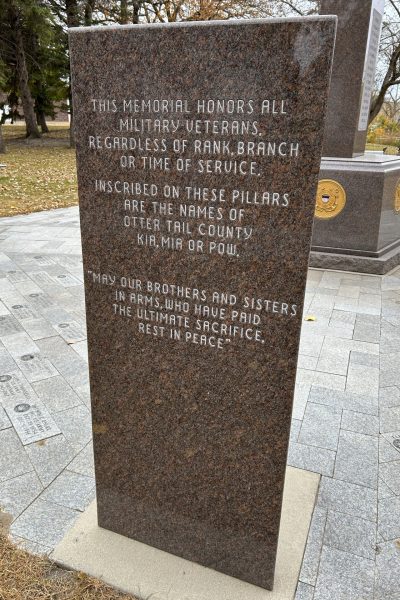 THIS MEMORIAL HONORS ALL
MILITARY VETERANS,
REGARDLESS OF RANK, BRANCH
OR TIME OF SERVICE.
INSCRIBED ON THESE PILLARS
ARE THE NAMES OF
OTTER TAIL COUNTY
KIA, MIA OR POW.
"MAY OUR BROTHERS AND SISTERS
IN ARMS, WHO HAVE PAID
THE ULTIMATE SACRIFICE,
REST IN PEACE"